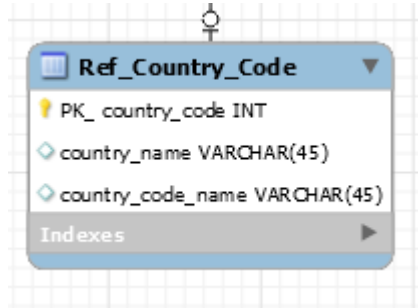 Ref_Country_Code
PK_ country_code INT
country_name VARCHAR(45)
country_code_name VARCHAR(45)
Indexes